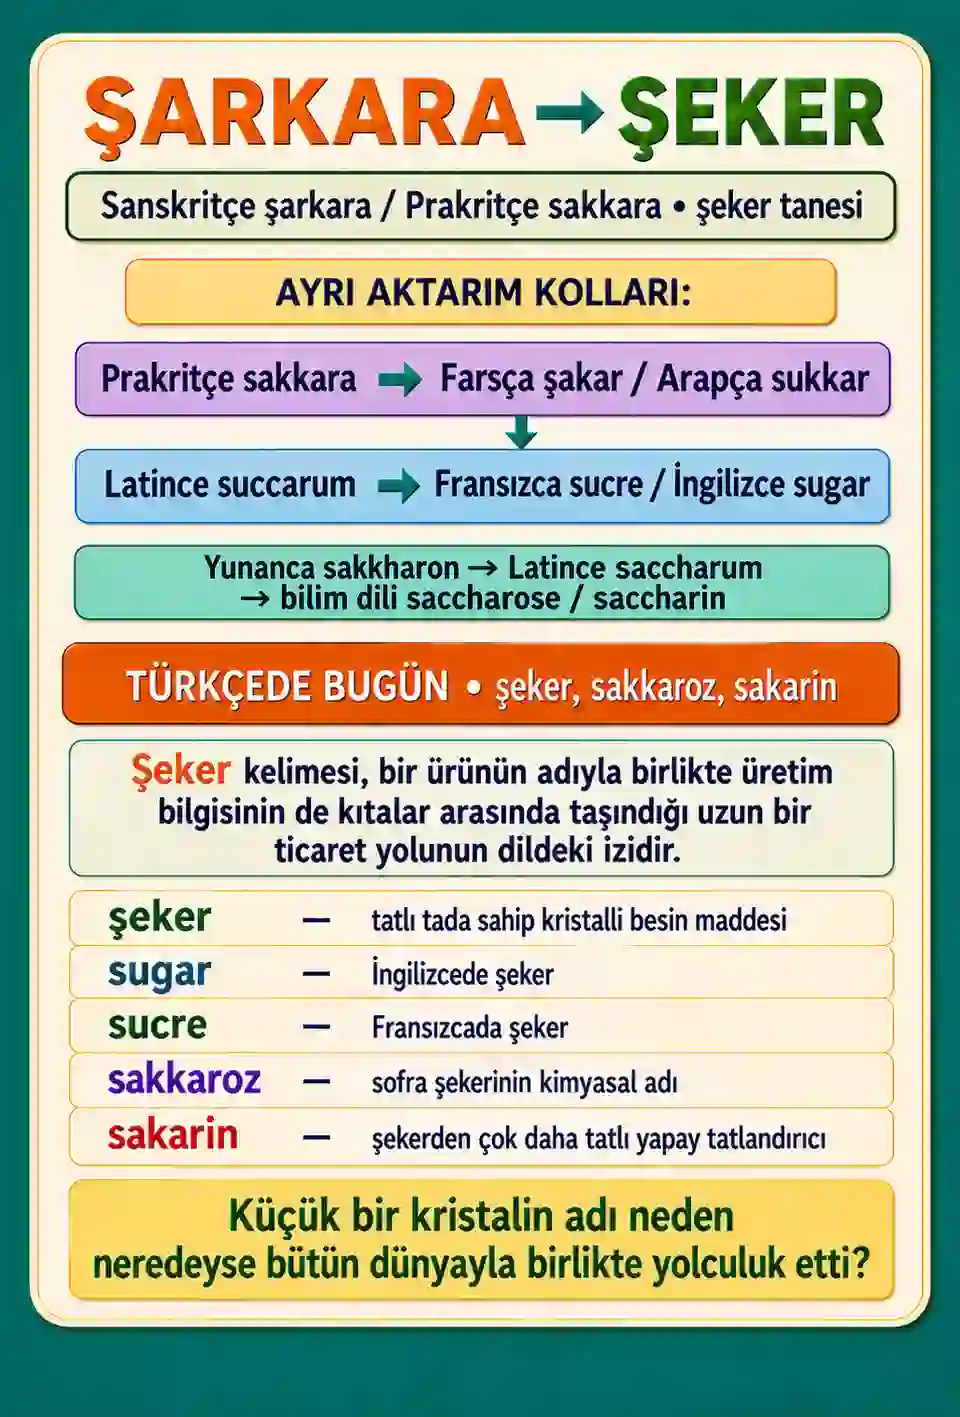 ŞARKARA → ŞEKER
Sanskritçe şarkara / Prakritçe sakkara • şeker tanesi
AYRI AKTARIM KOLLARI:
Prakritçe sakkara → Farsça şakar / Arapça sukkar
↓
Latince succarum → Fransızca sucre / İngilizce sugar
Yunanca sakkharon → Latince saccharum
→ bilim dili saccharose / saccharin
TÜRKÇEDE BUGÜN • şeker, sakkaroz, sakarin
Şeker kelimesi, bir ürünün adıyla birlikte üretim
bilgisinin de kıtalar arasında taşındığı uzun bir
ticaret yolunun dildeki izidir.
şeker — tatlı tada sahip kristalli besin maddesi
sugar — İngilizcede şeker
sucre — Fransızcada şeker
sakkaroz — sofra şekerinin kimyasal adı
sakarin — şekerden çok daha tatlı yapay tatlandırıcı
Küçük bir kristalin adı neden
neredeyse bütün dünyayla birlikte yolculuk etti?